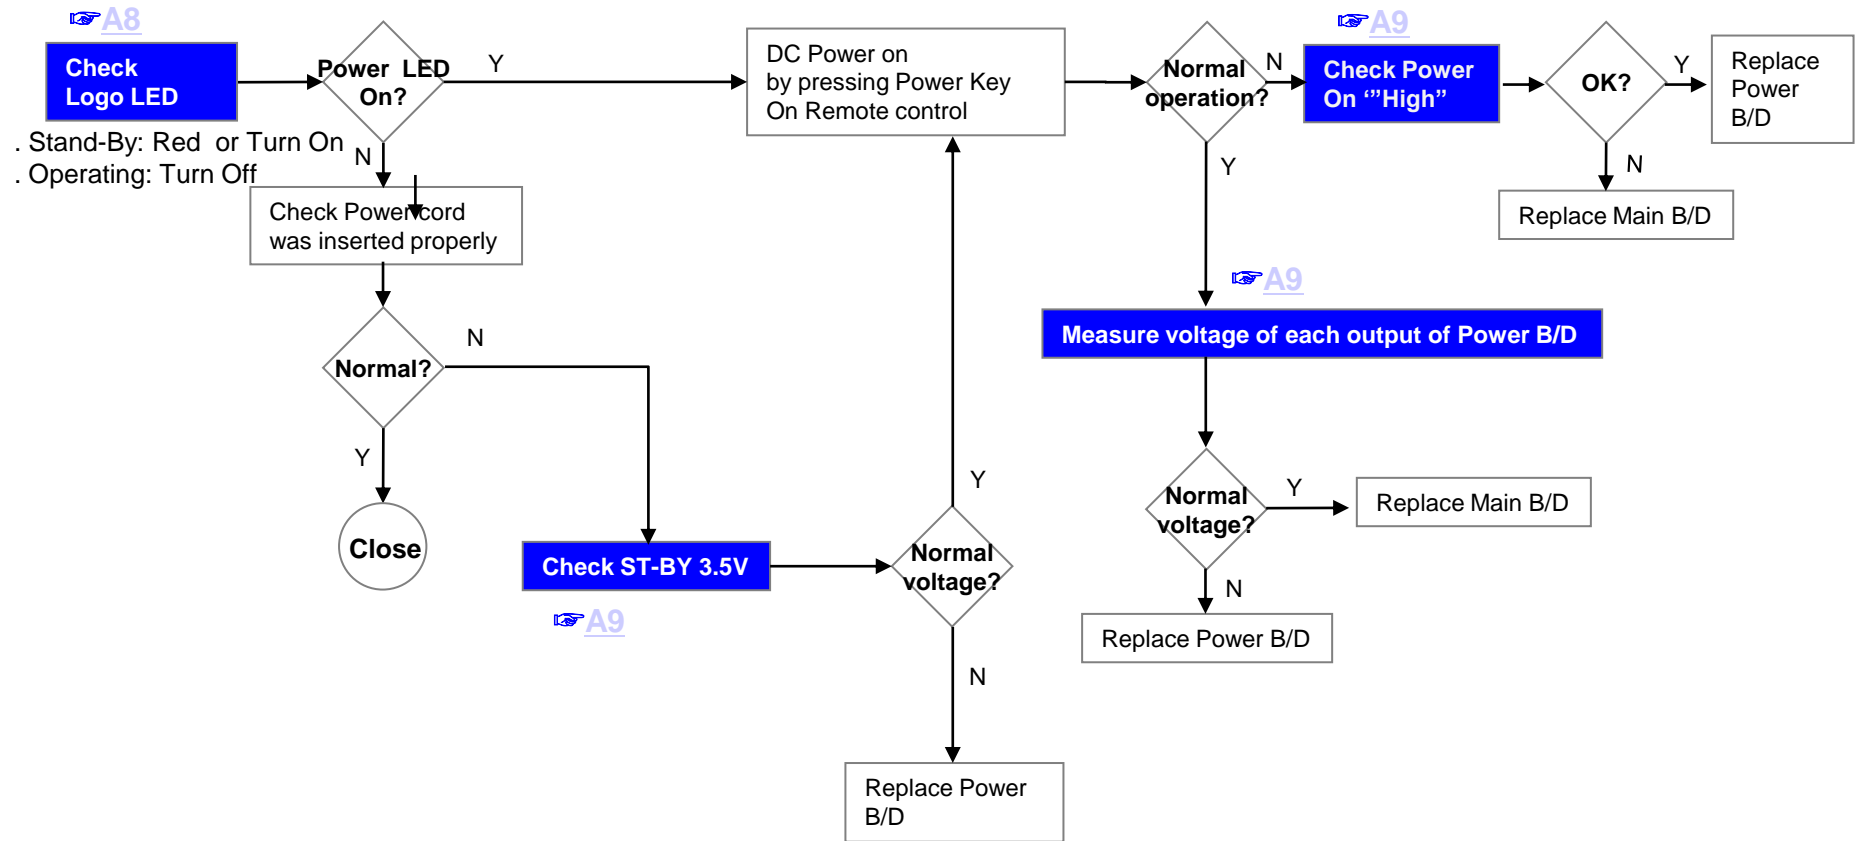 ☞A8
Check
Logo LED
. Stand-By: Red or Turn On
. Operating: Turn Off
Power LED
On?
Y
N
Check Power cord
was inserted properly
Normal?
N
Y
Close
Check ST-BY 3.5V
☞A9
Normal
voltage?
Y
N
Replace Power
B/D
DC Power on
by pressing Power Key
On Remote control
Normal
operation?
N
Y
☞A9
Check Power
On ‘”High”
OK?
Y
Replace
Power
B/D
N
Replace Main B/D
☞A9
Measure voltage of each output of Power B/D
Normal
voltage?
Y
Replace Main B/D
N
Replace Power B/D